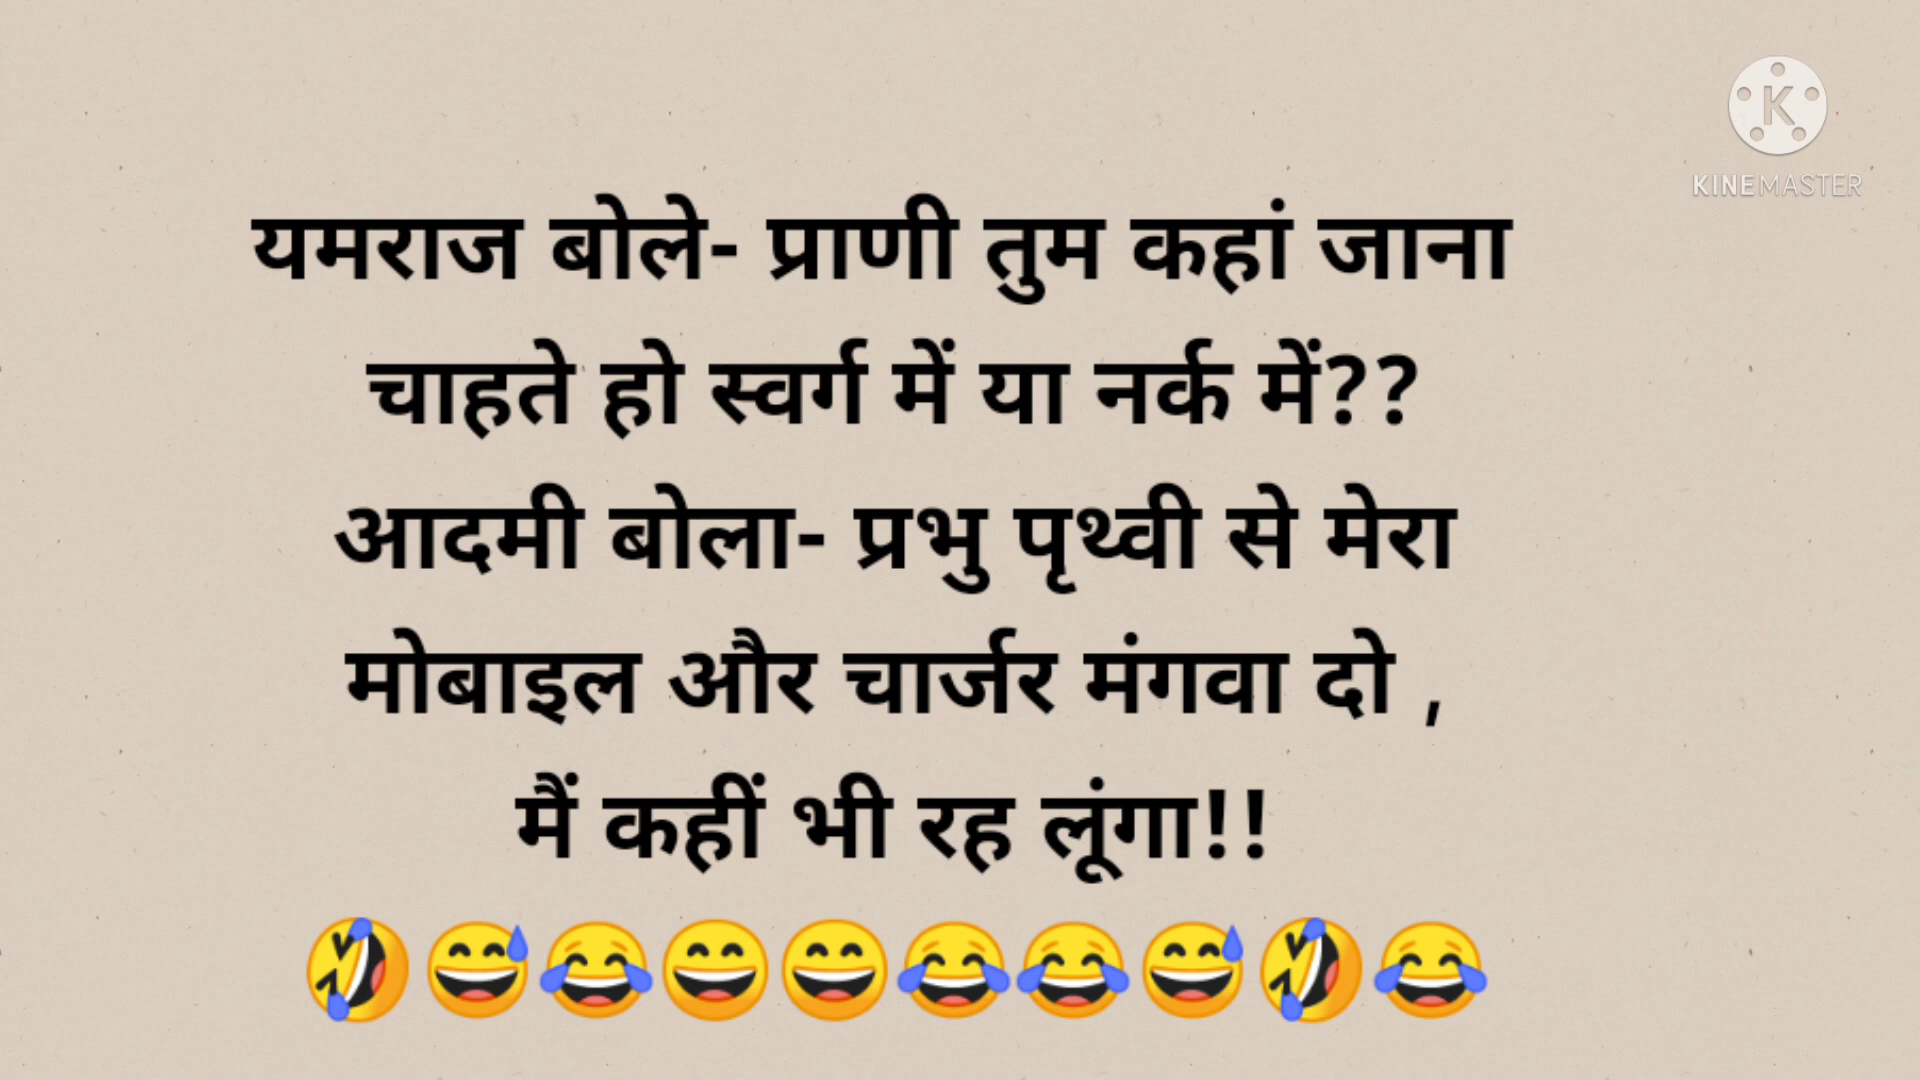 K
KINEMASTER
यमराज बोले- प्राणी तुम कहां जाना
चाहते हो स्वर्ग में या नर्क में??
आदमी बोला- प्रभु पृथ्वी से मेरा
मोबाइल और चार्जर मंगवा दो ,
मैं कहीं भी रह लूंगा!!
🤣😅😂😄😄😂😂😅🤣😂